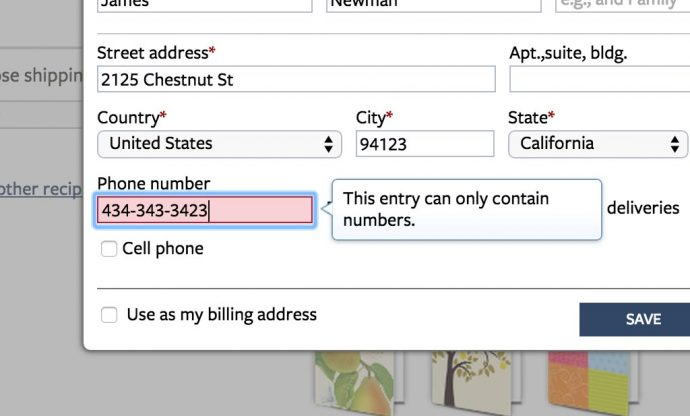 James Newman e.g., and Family
Street address* Apt.,suite, bldg.
2125 Chestnut St
ose shippin
Country* City* State*
United States 94123 California
other recip
Phone number
434-343-3423
This entry can only contain
numbers.
deliveries
Cell phone
Use as my billing address
SAVE